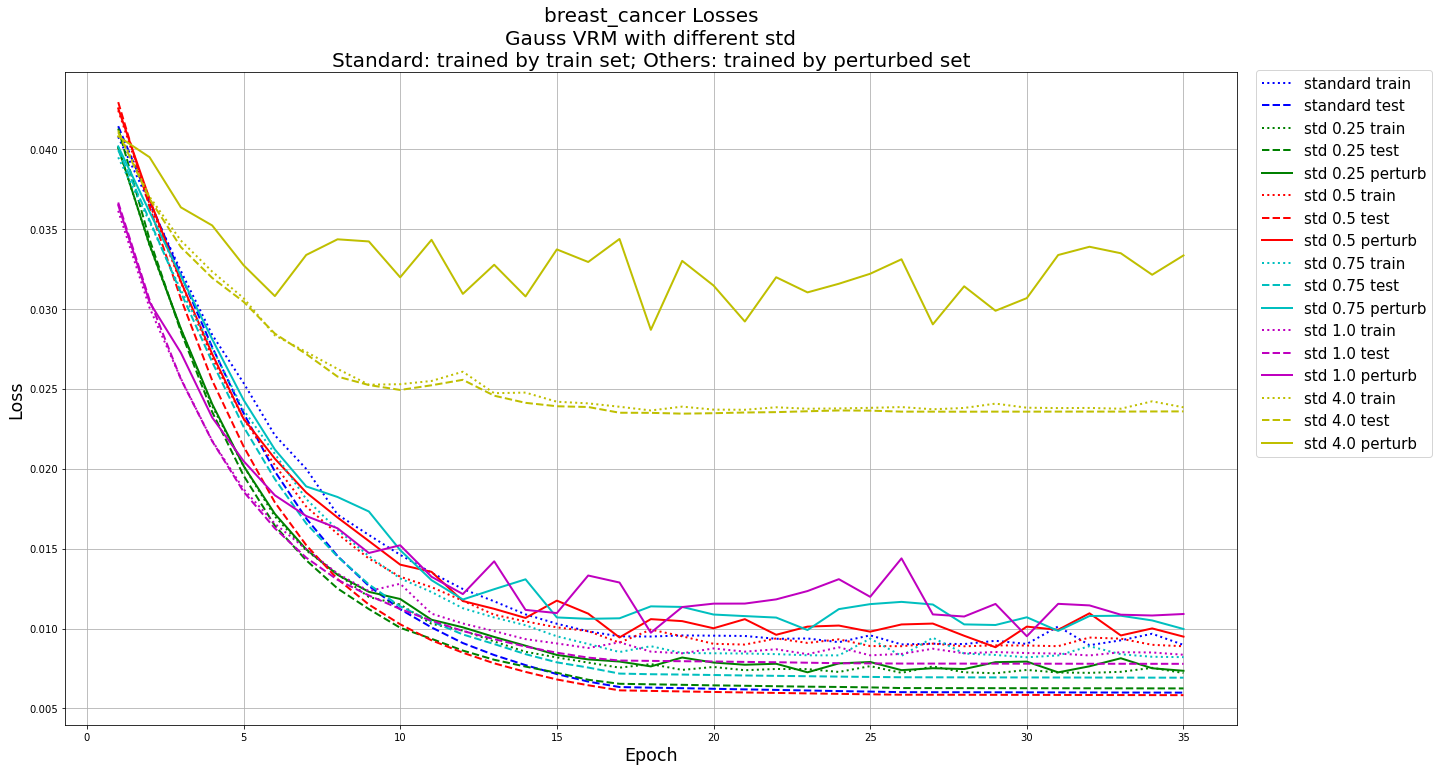 breast_cancer Losses
Gauss VRM with different std
Standard: trained by train set; Others: trained by perturbed set
standard train
standard test
std 0.25 train
std 0.25 test
std 0.25 perturb
std 0.5 train
std 0.5 test
std 0.5 perturb
std 0.75 train
std 0.75 test
std 0.75 perturb
std 1.0 train
std 1.0 test
std 1.0 perturb
std 4.0 train
std 4.0 test
std 4.0 perturb
Loss
0.040
0.035
0.030
0.025
0.020
0.015
0.010
0.005
0 5 10 15 20 25 30 35
Epoch